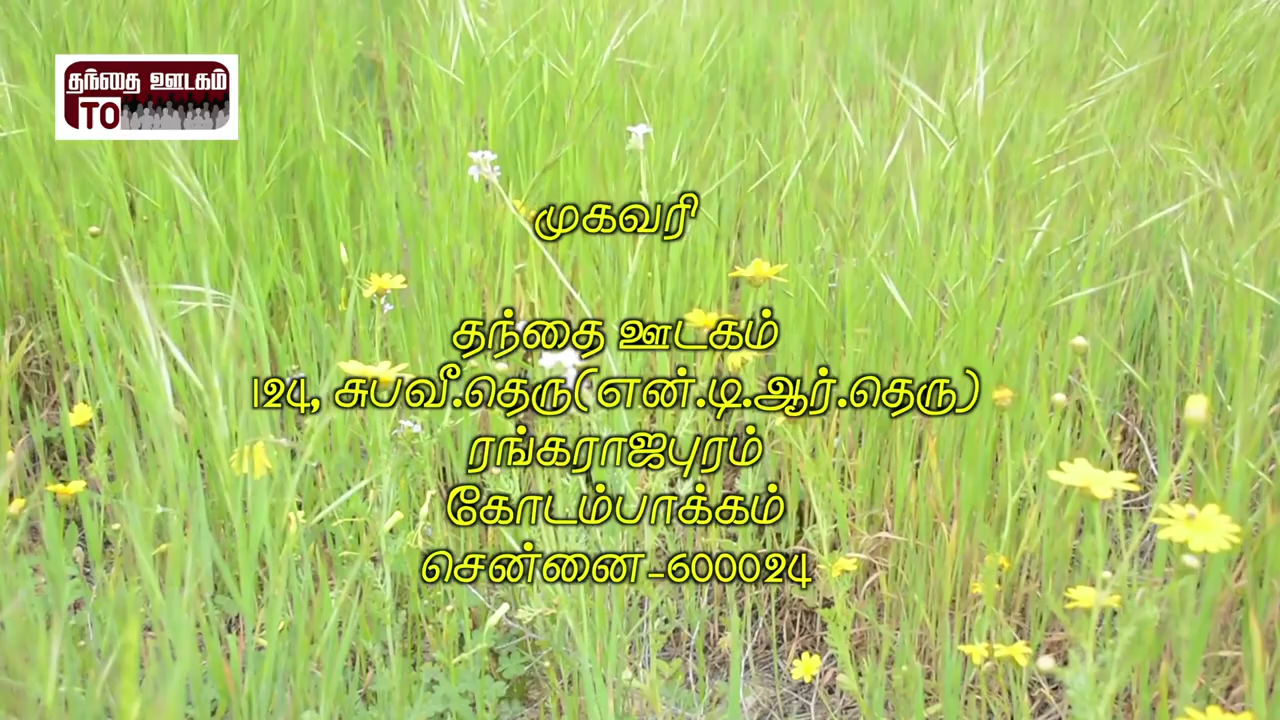 தந்தை ஊடகம்
TO
முகவரி
தந்தை ஊடகம்
124, சுபவீ.தெரு(என்.டி.ஆர்.தெரு)
ரங்கராஜபுரம்
கோடம்பாக்கம்
சென்னை-600024